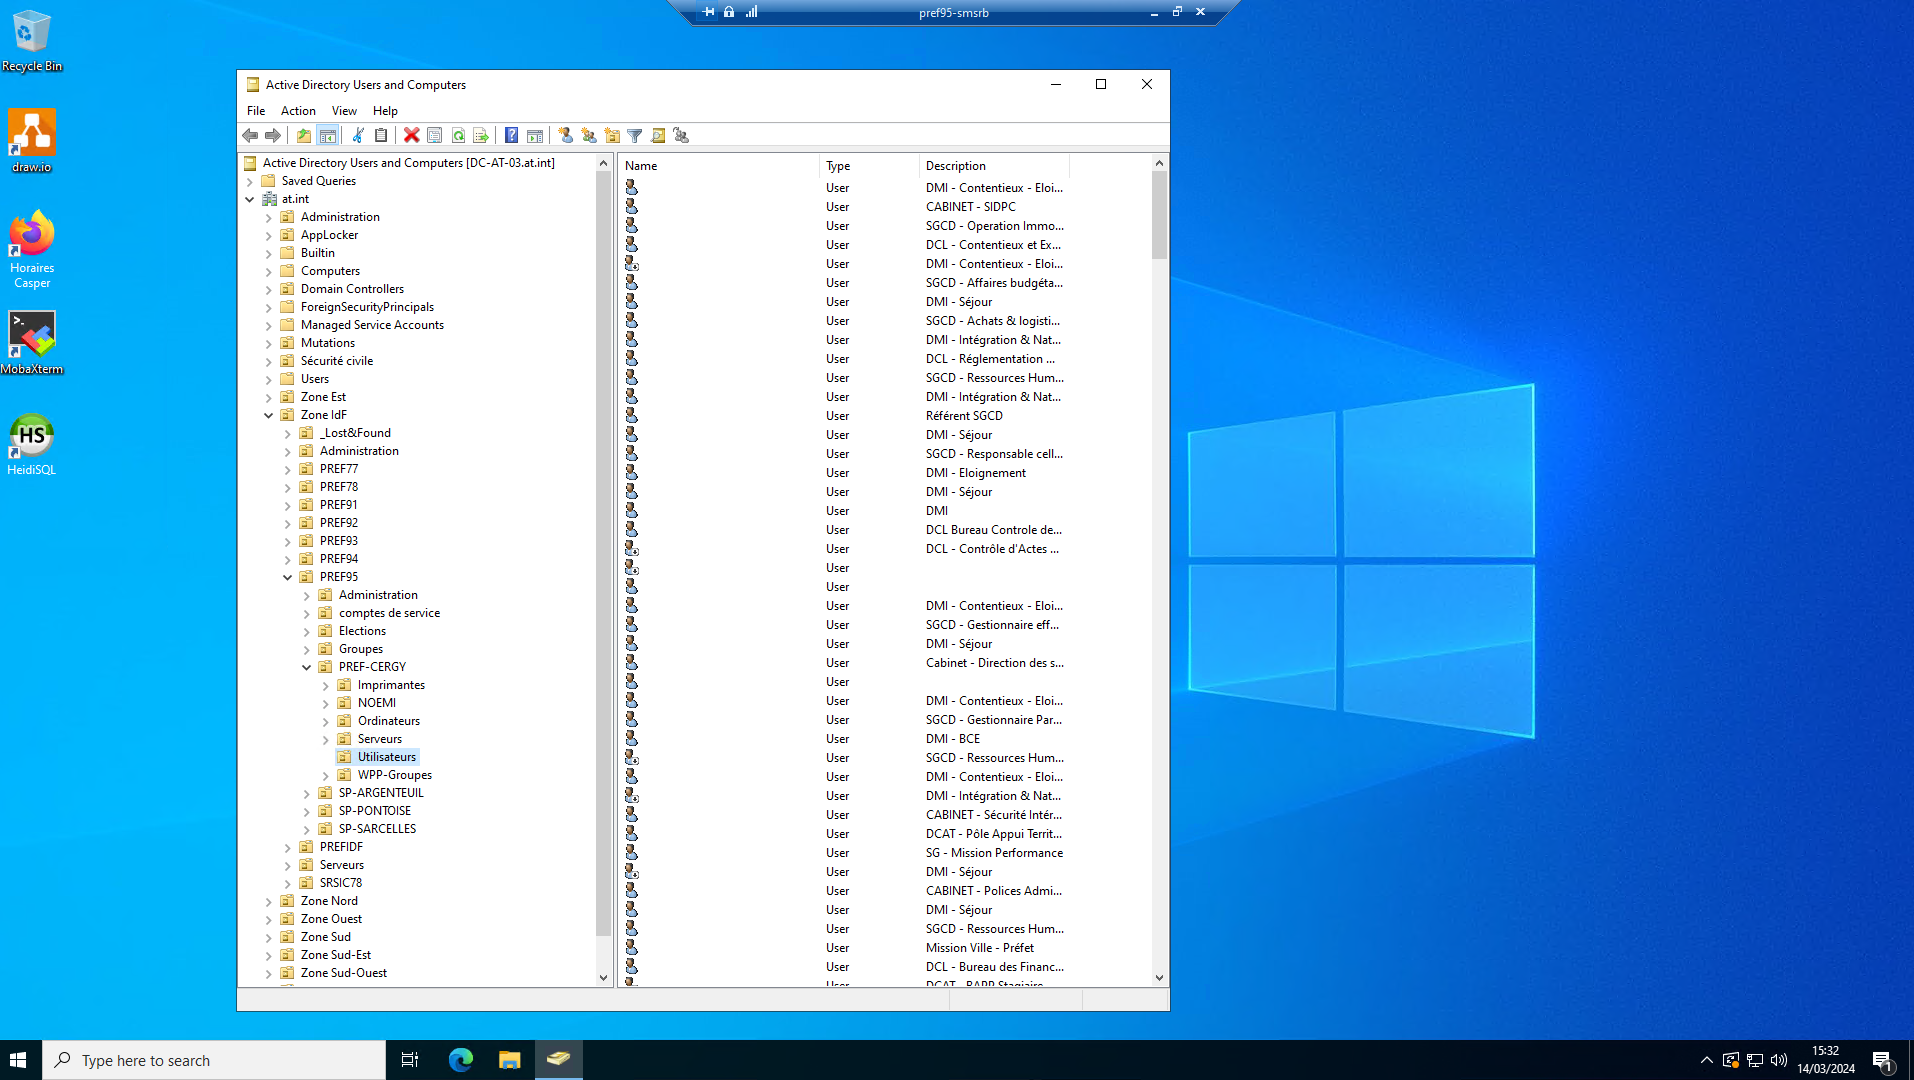 pref95-smsrb
Recycle Bin
draw.io
Horaires
Casper
MobaXterm
HS
HeidiSQL
Active Directory Users and Computers
File Action View Help
Active Directory Users and Computers [DC-AT-03.at.int]
Saved Queries
at.int
Administration
AppLocker
Builtin
Computers
Domain Controllers
ForeignSecurityPrincipals
Managed Service Accounts
Mutations
Sécurité civile
Users
Zone Est
Zone IdF
_Lost&Found
Administration
PREF77
PREF78
PREF91
PREF92
PREF93
PREF94
PREF95
Administration
comptes de service
Elections
Groupes
PREF-CERGY
Imprimantes
NOEMI
Ordinateurs
Serveurs
Utilisateurs
WPP-Groupes
SP-ARGENTEUIL
SP-PONTOISE
SP-SARCELLES
PREFIDF
Serveurs
SRSIC78
Zone Nord
Zone Ouest
Zone Sud
Zone Sud-Est
Zone Sud-Ouest
Name Type Description
User DMI - Contentieux - Eloi...
User CABINET - SIDPC
User SGCD - Operation Immo...
User DCL - Contentieux et Ex...
User DMI - Contentieux - Eloi...
User SGCD - Affaires budgéta...
User DMI - Séjour
User SGCD - Achats & logisti...
User DMI - Intégration & Nat...
User DCL - Réglementation ...
User SGCD - Ressources Hum...
User DMI - Intégration & Nat...
User Référent SGCD
User DMI - Séjour
User SGCD - Responsable cell...
User DMI - Eloignement
User DMI - Séjour
User DMI
User DCL Bureau Controle de...
User DCL - Contrôle d'Actes ...
User
User
User DMI - Contentieux - Eloi...
User SGCD - Gestionnaire eff...
User DMI - Séjour
User Cabinet - Direction des s...
User
User DMI - Contentieux - Eloi...
User SGCD - Gestionnaire Par...
User DMI - BCE
User SGCD - Ressources Hum...
User DMI - Contentieux - Eloi...
User DMI - Intégration & Nat...
User CABINET - Sécurité Intér...
User DCAT - Pôle Appui Territ...
User SG - Mission Performance
User DMI - Séjour
User CABINET - Polices Admi...
User DMI - Séjour
User SGCD - Ressources Hum...
User Mission Ville - Préfet
User DCL - Bureau des Financ...
User DCAT - BAPP Stagiaire
Type here to search
15:32
14/03/2024
1